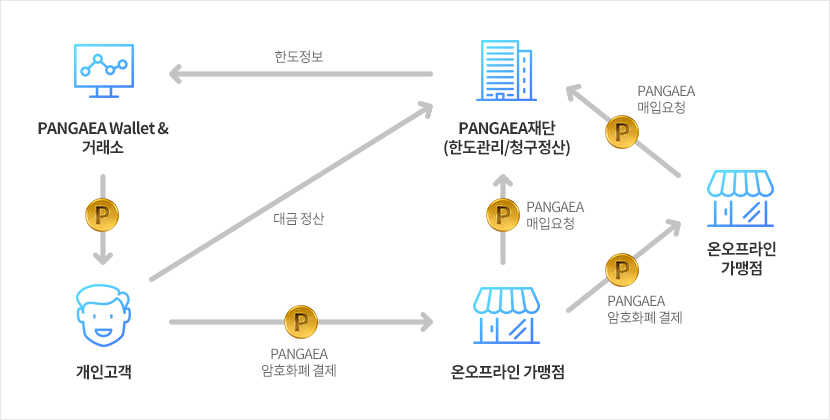 한도정보
PANGAEA Wallet &
거래소
PANGAEA재단
(한도관리/청구정산)
PANGAEA
매입요청
P
P
대금 정산
P
PANGAEA
매입요청
온오프라인
가맹점
P
PANGAEA
암호화폐 결제
P
PANGAEA
암호화폐 결제
개인고객
온오프라인 가맹점